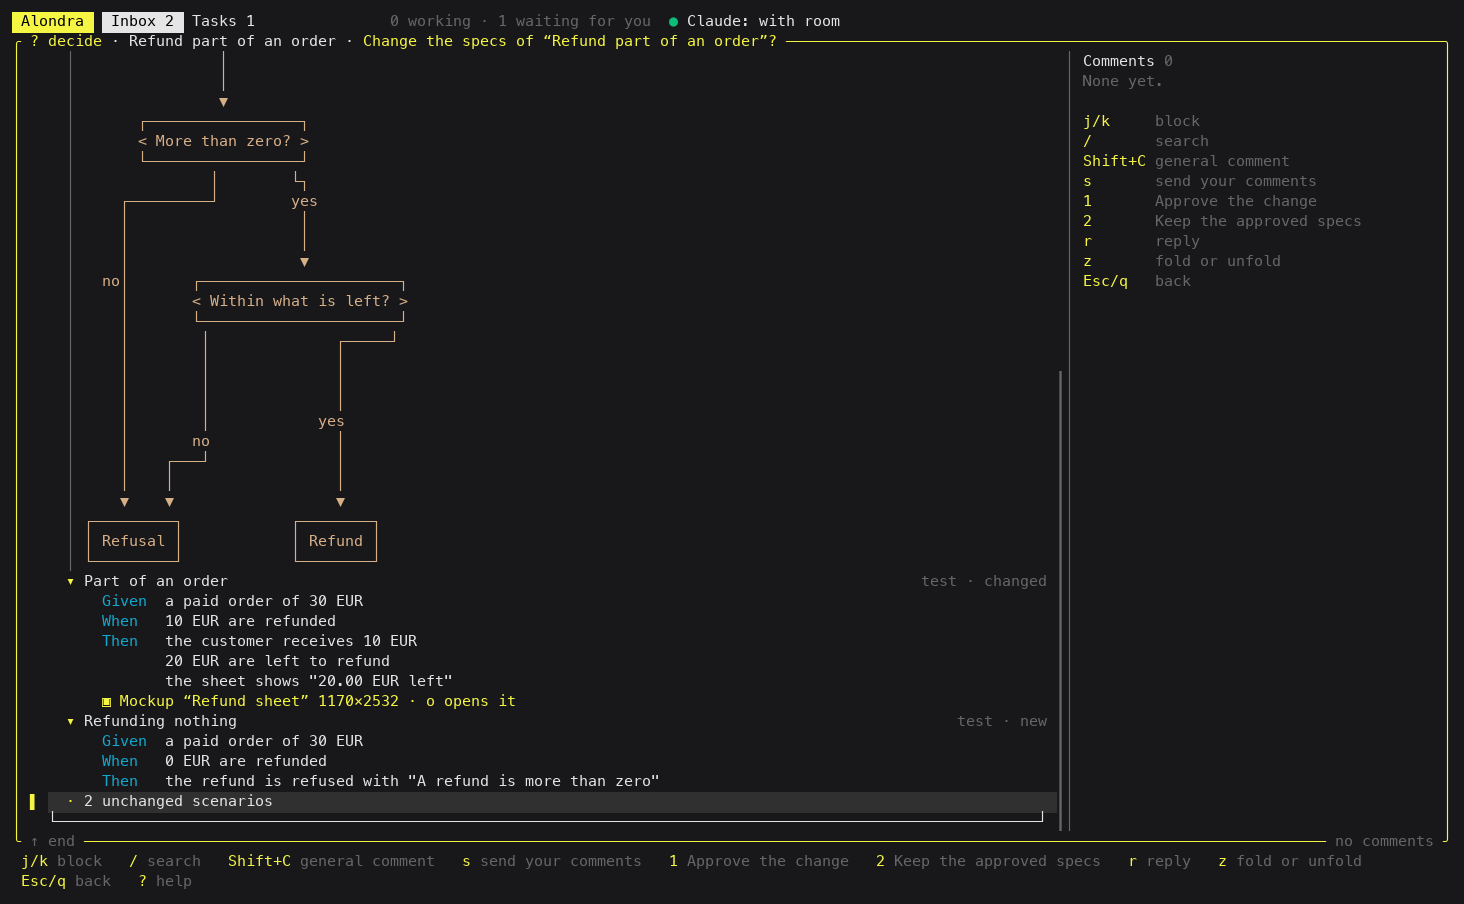 Alondra Inbox 2 Tasks 1 0 working · 1 waiting for you ● Claude: with room
? decide · Refund part of an order · Change the specs of “Refund part of an order”?
Comments 0
None yet.
▼
< More than zero? >
yes
▼
no
< Within what is left? >
yes
no
▼ ▼ ▼
Refusal Refund
▾ Part of an order test · changed
Given a paid order of 30 EUR
When 10 EUR are refunded
Then the customer receives 10 EUR
20 EUR are left to refund
the sheet shows "20.00 EUR left"
▣ Mockup “Refund sheet” 1170×2532 · o opens it
▾ Refunding nothing test · new
Given a paid order of 30 EUR
When 0 EUR are refunded
Then the refund is refused with "A refund is more than zero"
· 2 unchanged scenarios
j/k block
/ search
Shift+C general comment
s send your comments
1 Approve the change
2 Keep the approved specs
r reply
z fold or unfold
Esc/q back
↑ end no comments
j/k block / search Shift+C general comment s send your comments 1 Approve the change 2 Keep the approved specs r reply z fold or unfold
Esc/q back ? help